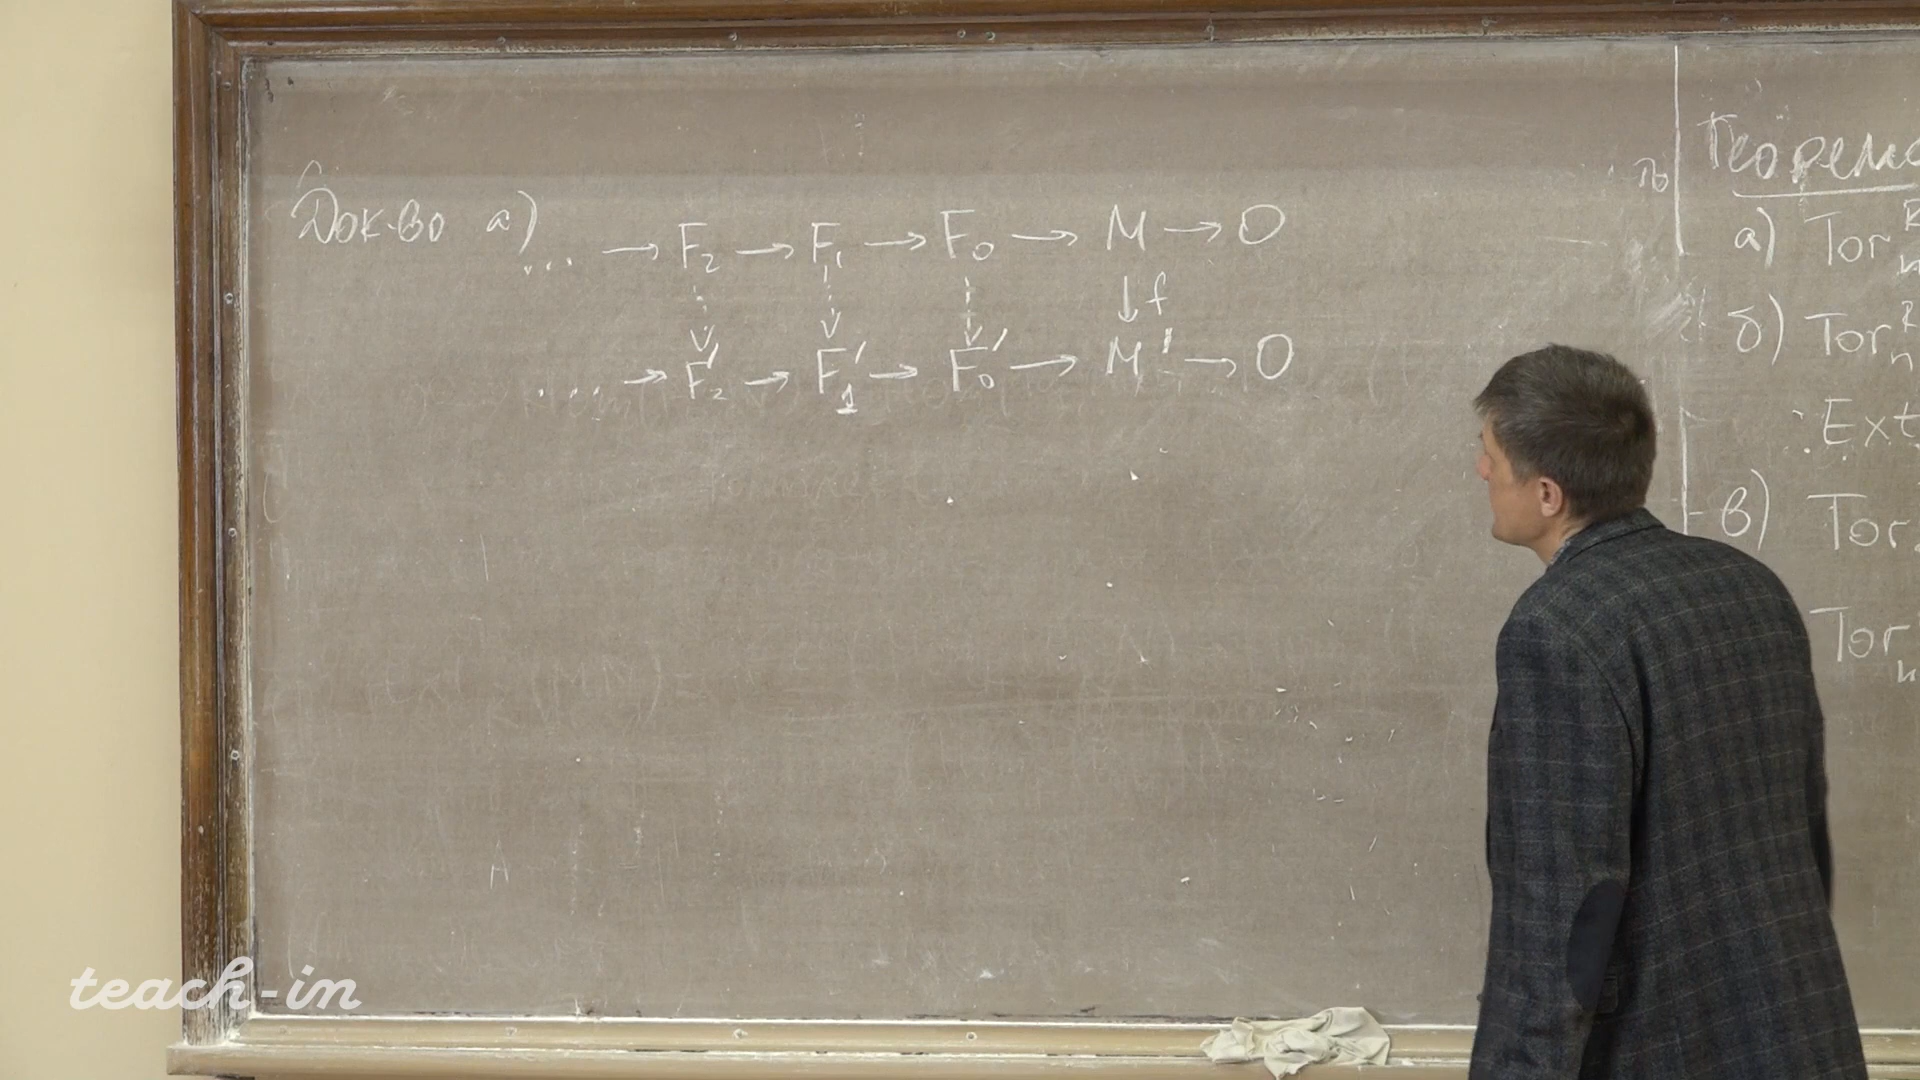 Док-во а) ... → F₂ → F₁ → F₀ → M → 0
↓ f
... → F₂′ → F₁′ → F₀′ → M′ → 0
Теорема
а) Tor
б) Tor
Ext
в) Tor
Tor
teach-in